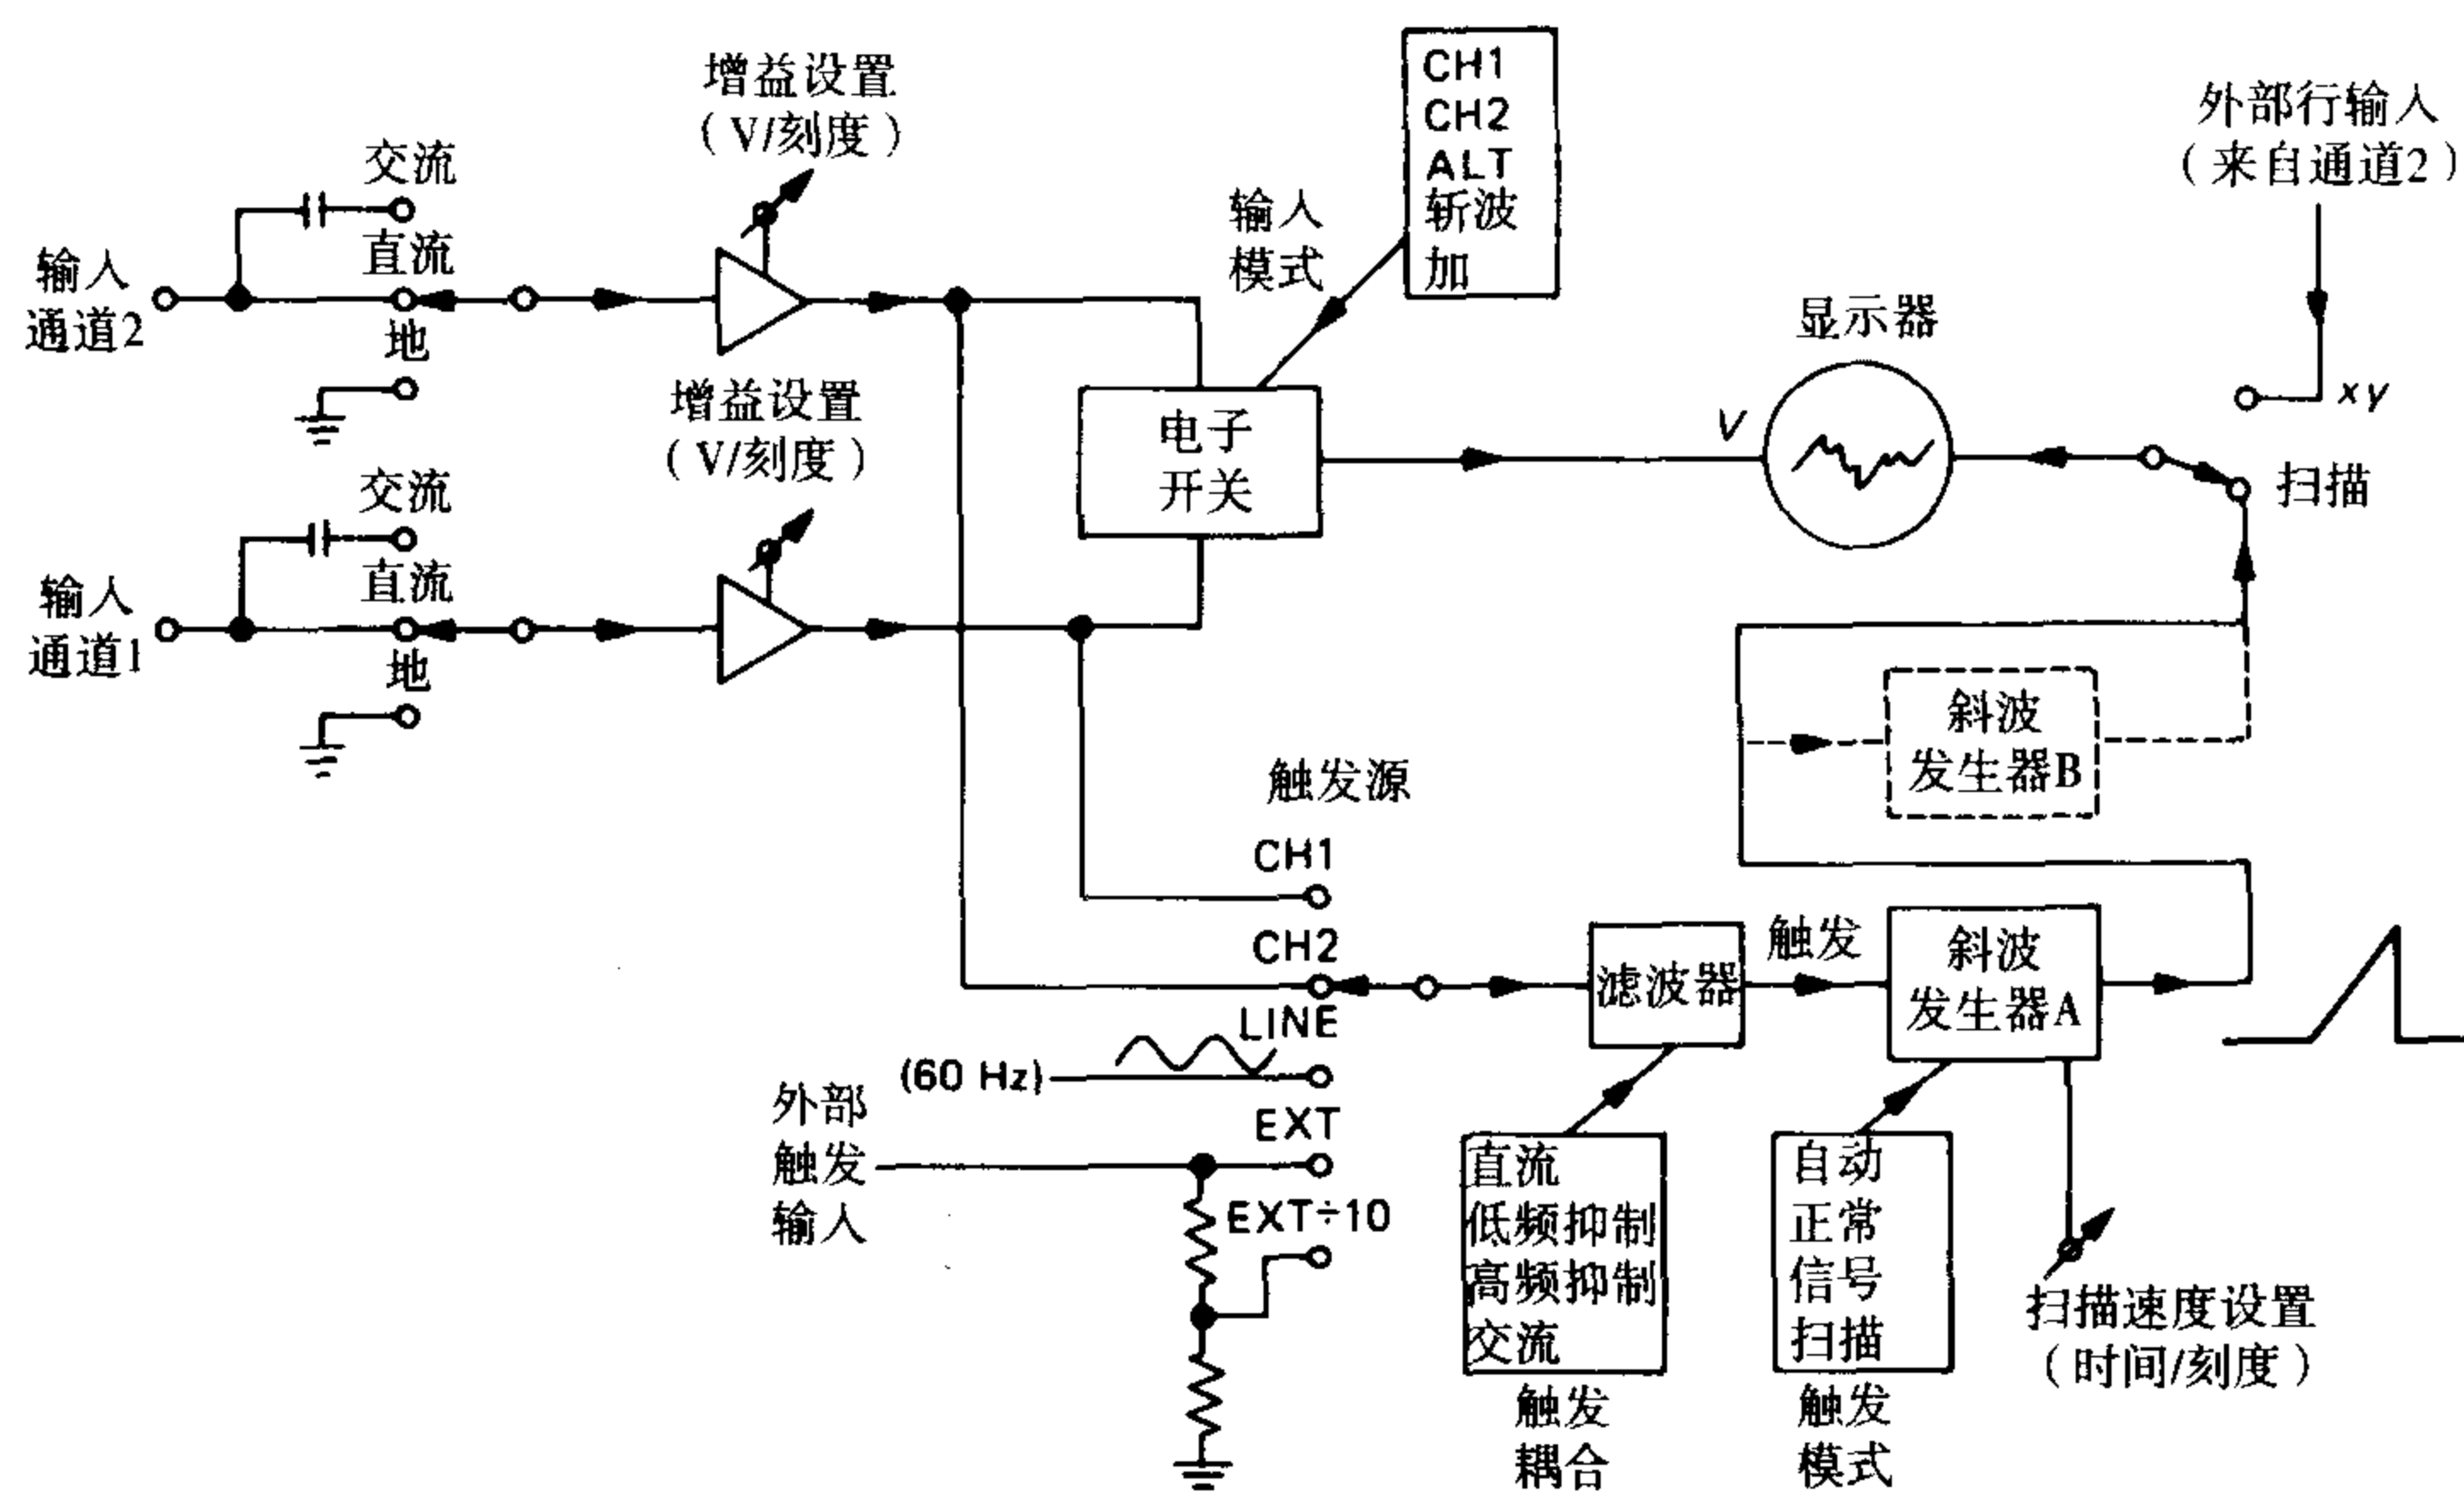 增益设置
（V/刻度）
CH1
CH2
ALT
斩波
加
外部行输入
（来自通道2）
交流
输入
模式
直流
输入
通道2
地
显示器
xy
增益设置
（V/刻度）
电子
开关
V
扫描
交流
直流
输入
通道1
地
斜波
发生器B
触发源
CH1
CH2
触发
斜波
发生器A
滤波器
LINE
(60 Hz)
外部
触发
输入
EXT
EXT÷10
直流
低频抑制
高频抑制
交流
自动
正常
信号
扫描
扫描速度设置
（时间/刻度）
触发
耦合
触发
模式